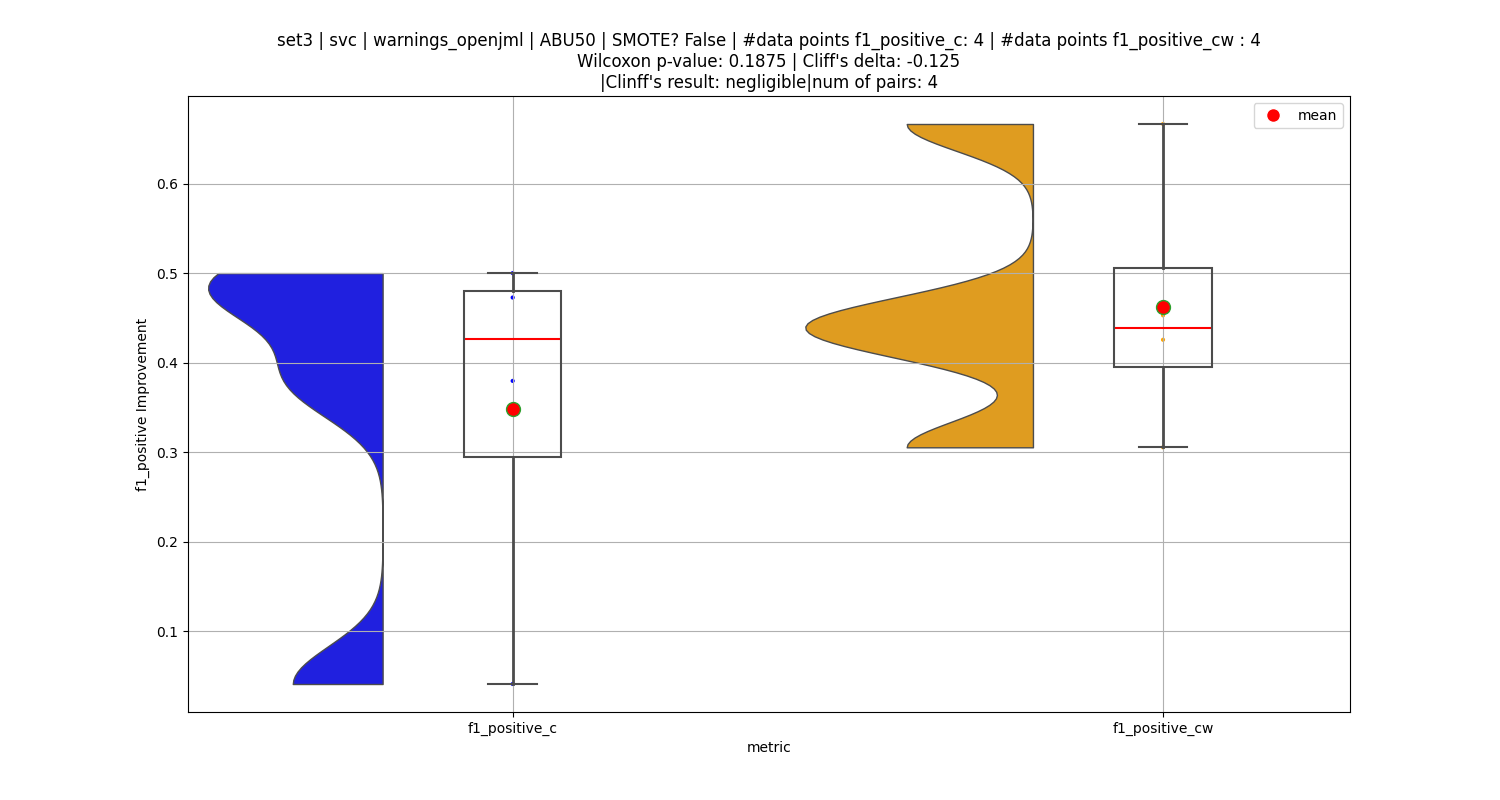 set3 | svc | warnings_openjml | ABU50 | SMOTE? False | #data points f1_positive_c: 4 | #data points f1_positive_cw : 4
Wilcoxon p-value: 0.1875 | Cliff's delta: -0.125
|Clinff's result: negligible|num of pairs: 4
mean
0.6
0.5
0.4
0.3
0.2
0.1
f1_positive Improvement
f1_positive_c
f1_positive_cw
metric